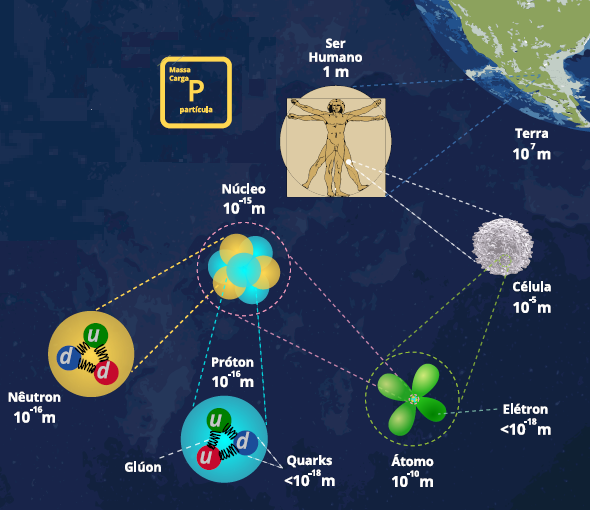 Massa
Carga
P
partícula
Ser
Humano
1 m
Terra
10⁷m
Núcleo
10⁻¹⁵m
Célula
10⁻⁵m
u
d
d
Nêutron
10⁻¹⁶m
Próton
10⁻¹⁶m
u
d
u
Glúon
Quarks
<10⁻¹⁸m
Elétron
<10⁻¹⁸m
Átomo
10⁻¹⁰m